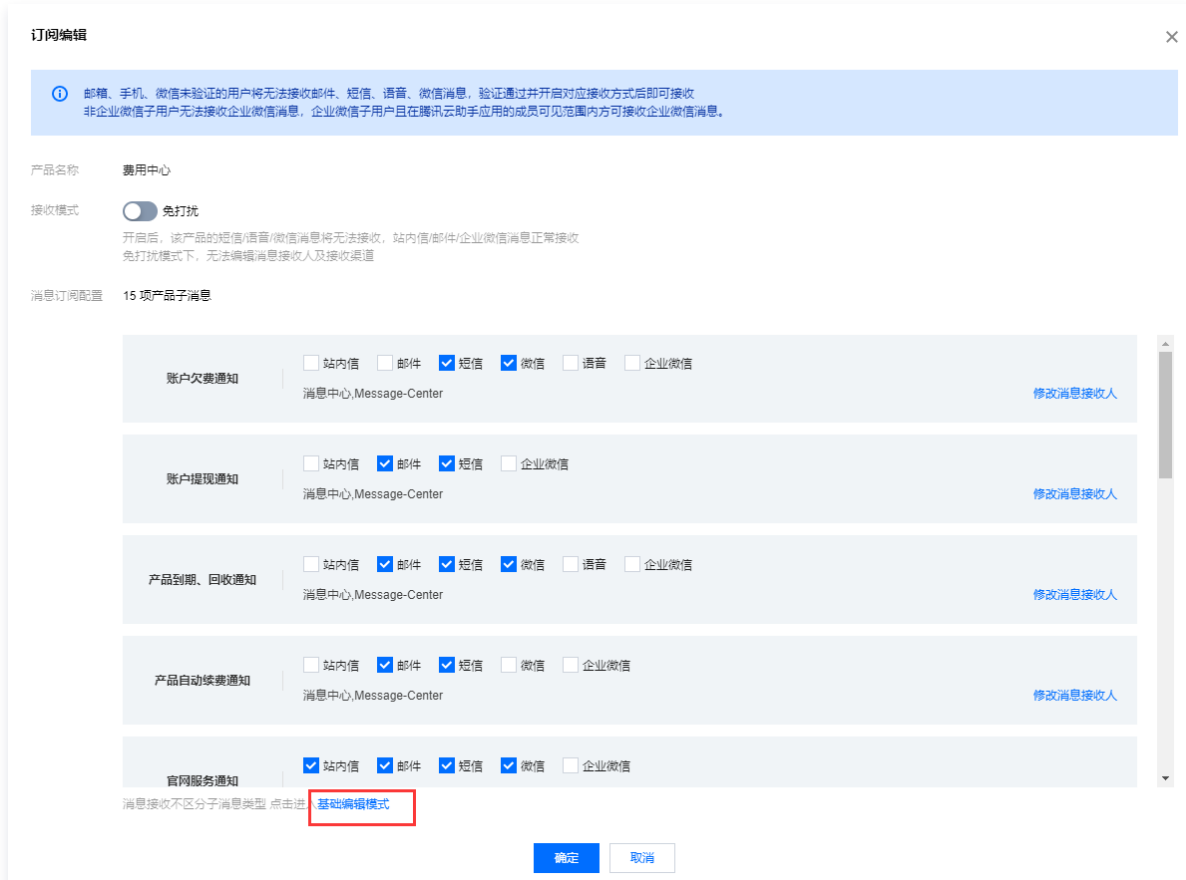 订阅编辑
邮箱、手机、微信未验证的用户将无法接收邮件、短信、语音、微信消息，验证通过并开启对应接收方式后即可接收
非企业微信子用户无法接收企业微信消息，企业微信子用户且在腾讯云助手应用的成员可见范围内方可接收企业微信消息。
产品名称 费用中心
接收模式 免打扰
开启后，该产品的短信/语音/微信消息将无法接收，站内信/邮件/企业微信消息正常接收
免打扰模式下，无法编辑消息接收人及接收渠道
消息订阅配置 15 项产品子消息
站内信 邮件 短信 微信 语音 企业微信
账户欠费通知
消息中心,Message-Center 修改消息接收人
站内信 邮件 短信 企业微信
账户提现通知
消息中心,Message-Center 修改消息接收人
站内信 邮件 短信 微信 语音 企业微信
产品到期、回收通知
消息中心,Message-Center 修改消息接收人
站内信 邮件 短信 微信 企业微信
产品自动续费通知
消息中心,Message-Center 修改消息接收人
站内信 邮件 短信 微信 企业微信
官网服务通知
消息接收不区分子消息类型 点击进入基础编辑模式
确定 取消